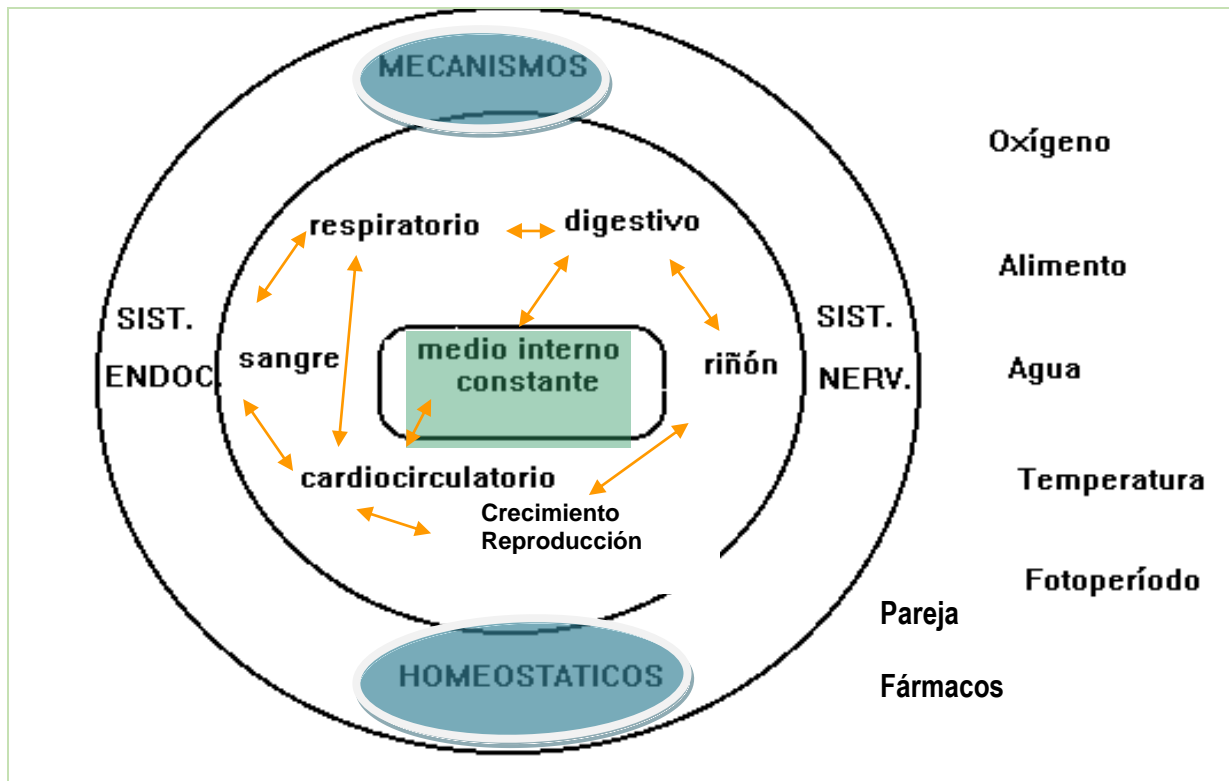 MECANISMOS
Oxígeno
respiratorio
digestivo
Alimento
SIST.
ENDOC.
sangre
medio interno
constante
riñón
SIST.
NERV.
Agua
cardiocirculatorio
Crecimiento
Reproducción
Temperatura
Fotoperíodo
Pareja
HOMEOSTATICOS
Fármacos